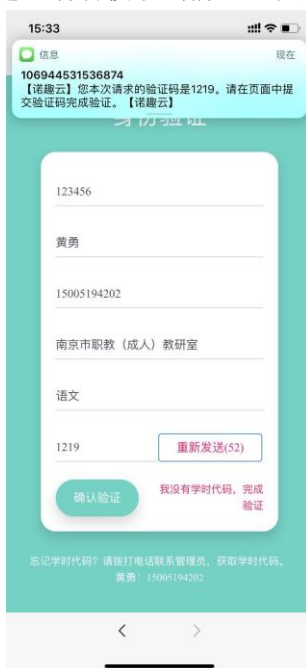 15:33
信息
现在
106944531536874
【诺趣云】您本次请求的验证码是1219。请在页面中提
交验证码完成验证。【诺趣云】
身份验证
123456
黄勇
15005194202
南京市职教（成人）教研室
语文
1219
重新发送(52)
确认验证
我没有学时代码，完成
验证
忘记学时代码？请拨打电话联系管理员，获取学时代码。
黄勇：15005194202